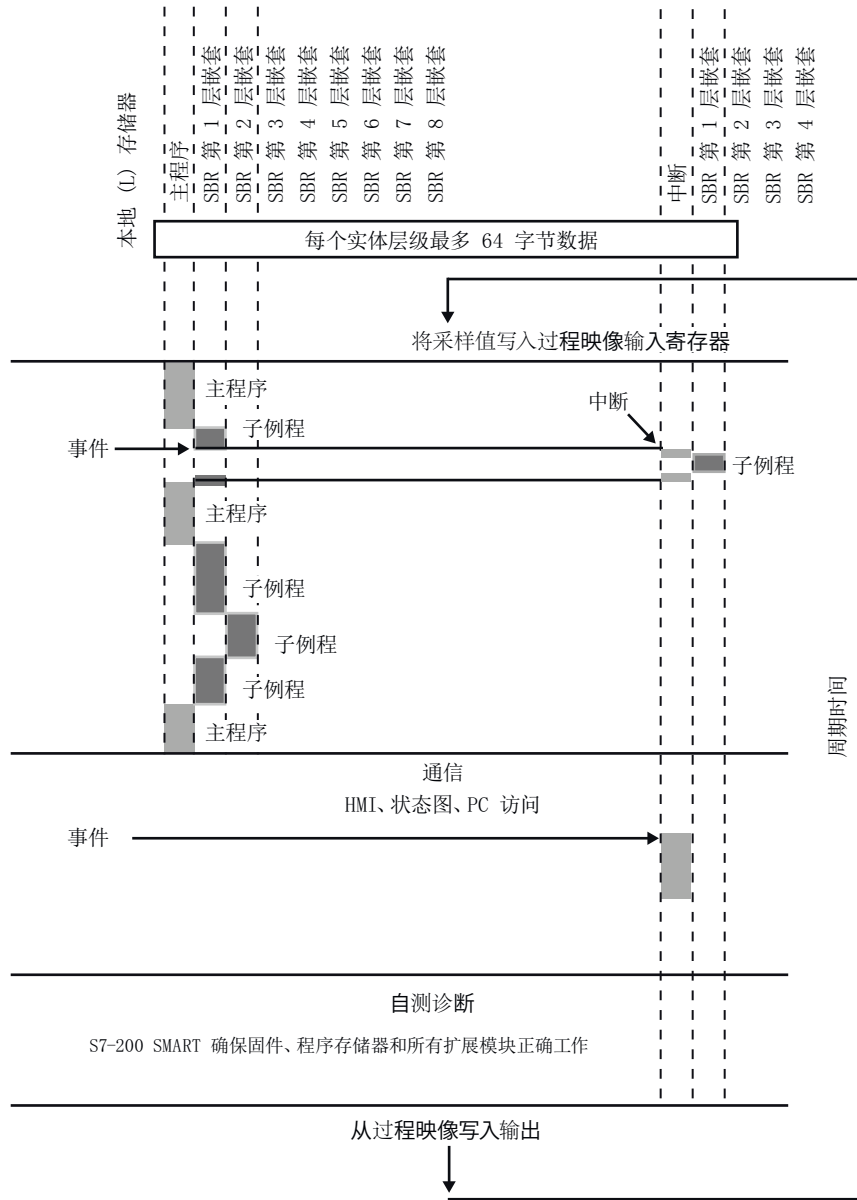 本地 (L) 存储器
主程序
SBR 第 1 层嵌套
SBR 第 2 层嵌套
SBR 第 3 层嵌套
SBR 第 4 层嵌套
SBR 第 5 层嵌套
SBR 第 6 层嵌套
SBR 第 7 层嵌套
SBR 第 8 层嵌套
中断
SBR 第 1 层嵌套
SBR 第 2 层嵌套
SBR 第 3 层嵌套
SBR 第 4 层嵌套
每个实体层级最多 64 字节数据
将采样值写入过程映像输入寄存器
主程序
中断
子例程
事件
子例程
主程序
子例程
子例程
子例程
主程序
周期时间
通信
HMI、状态图、PC 访问
事件
自测诊断
S7-200 SMART 确保固件、程序存储器和所有扩展模块正确工作
从过程映像写入输出